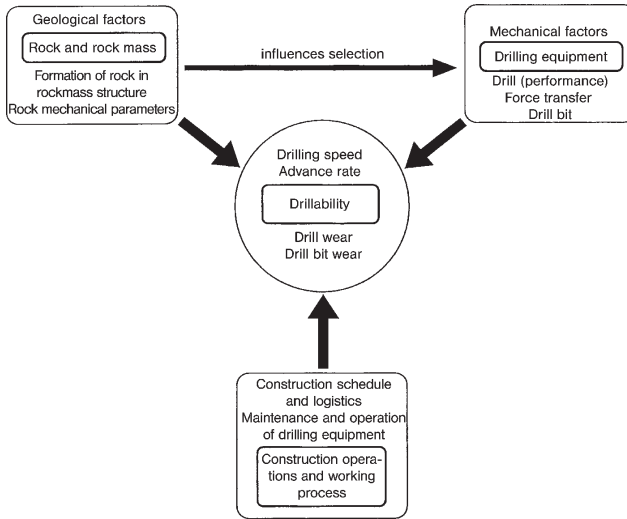 Geological factors
Rock and rock mass
Formation of rock in
rockmass structure
Rock mechanical parameters
influences selection
Mechanical factors
Drilling equipment
Drill (performance)
Force transfer
Drill bit
Drilling speed
Advance rate
Drillability
Drill wear
Drill bit wear
Construction schedule
and logistics
Maintenance and operation
of drilling equipment
Construction opera-
tions and working
process